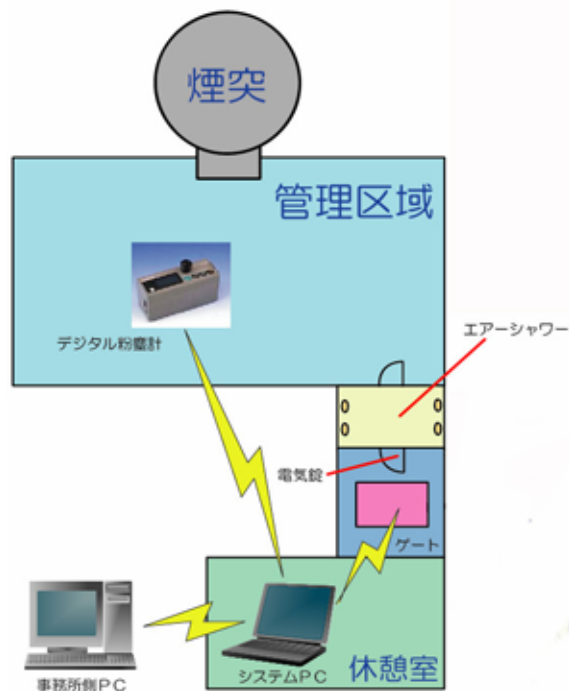 煙突
管理区域
デジタル粉塵計
エアーシャワー
電気錠
ゲート
システムPC
休憩室
事務所側PC